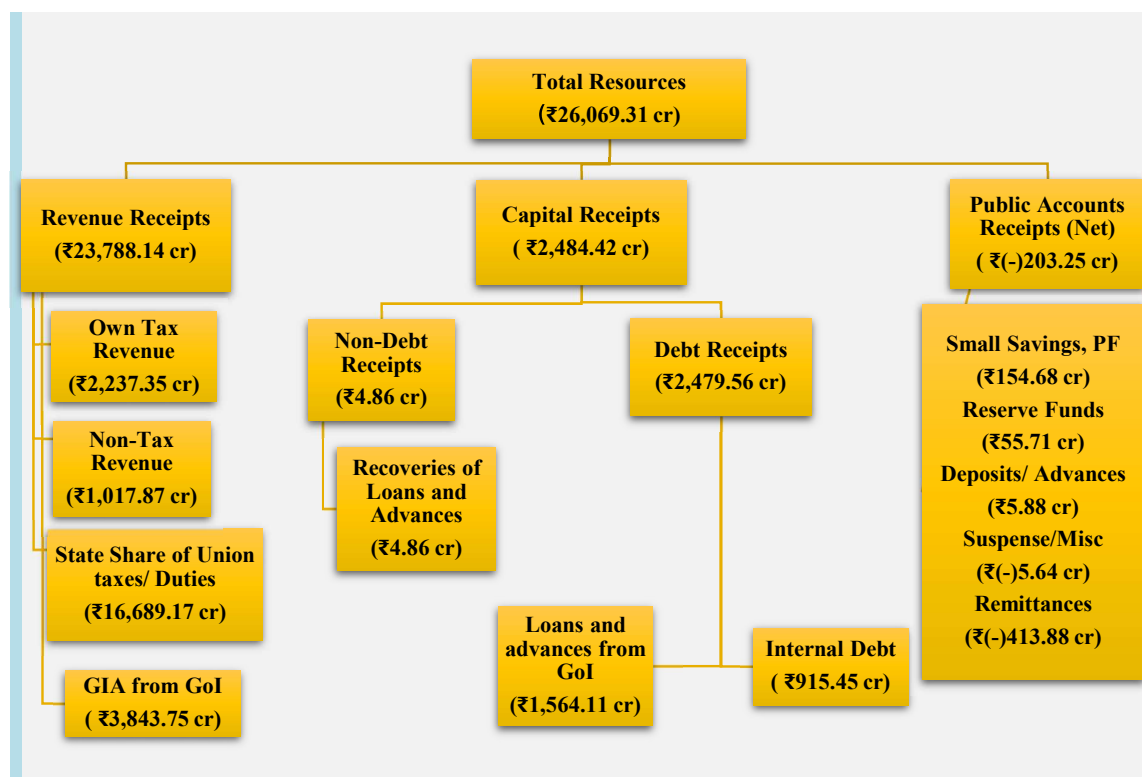 Total Resources
(₹26,069.31 cr)
Revenue Receipts
(₹23,788.14 cr)
Capital Receipts
( ₹2,484.42 cr)
Public Accounts
Receipts (Net)
( ₹(-)203.25 cr)
Own Tax
Revenue
(₹2,237.35 cr)
Non-Tax
Revenue
(₹1,017.87 cr)
State Share of Union
taxes/ Duties
(₹16,689.17 cr)
GIA from GoI
( ₹3,843.75 cr)
Non-Debt
Receipts
(₹4.86 cr)
Recoveries of
Loans and
Advances
(₹4.86 cr)
Debt Receipts
(₹2,479.56 cr)
Loans and
advances from
GoI
(₹1,564.11 cr)
Internal Debt
( ₹915.45 cr)
Small Savings, PF
(₹154.68 cr)
Reserve Funds
(₹55.71 cr)
Deposits/ Advances
(₹5.88 cr)
Suspense/Misc
(₹(-)5.64 cr)
Remittances
(₹(-)413.88 cr)